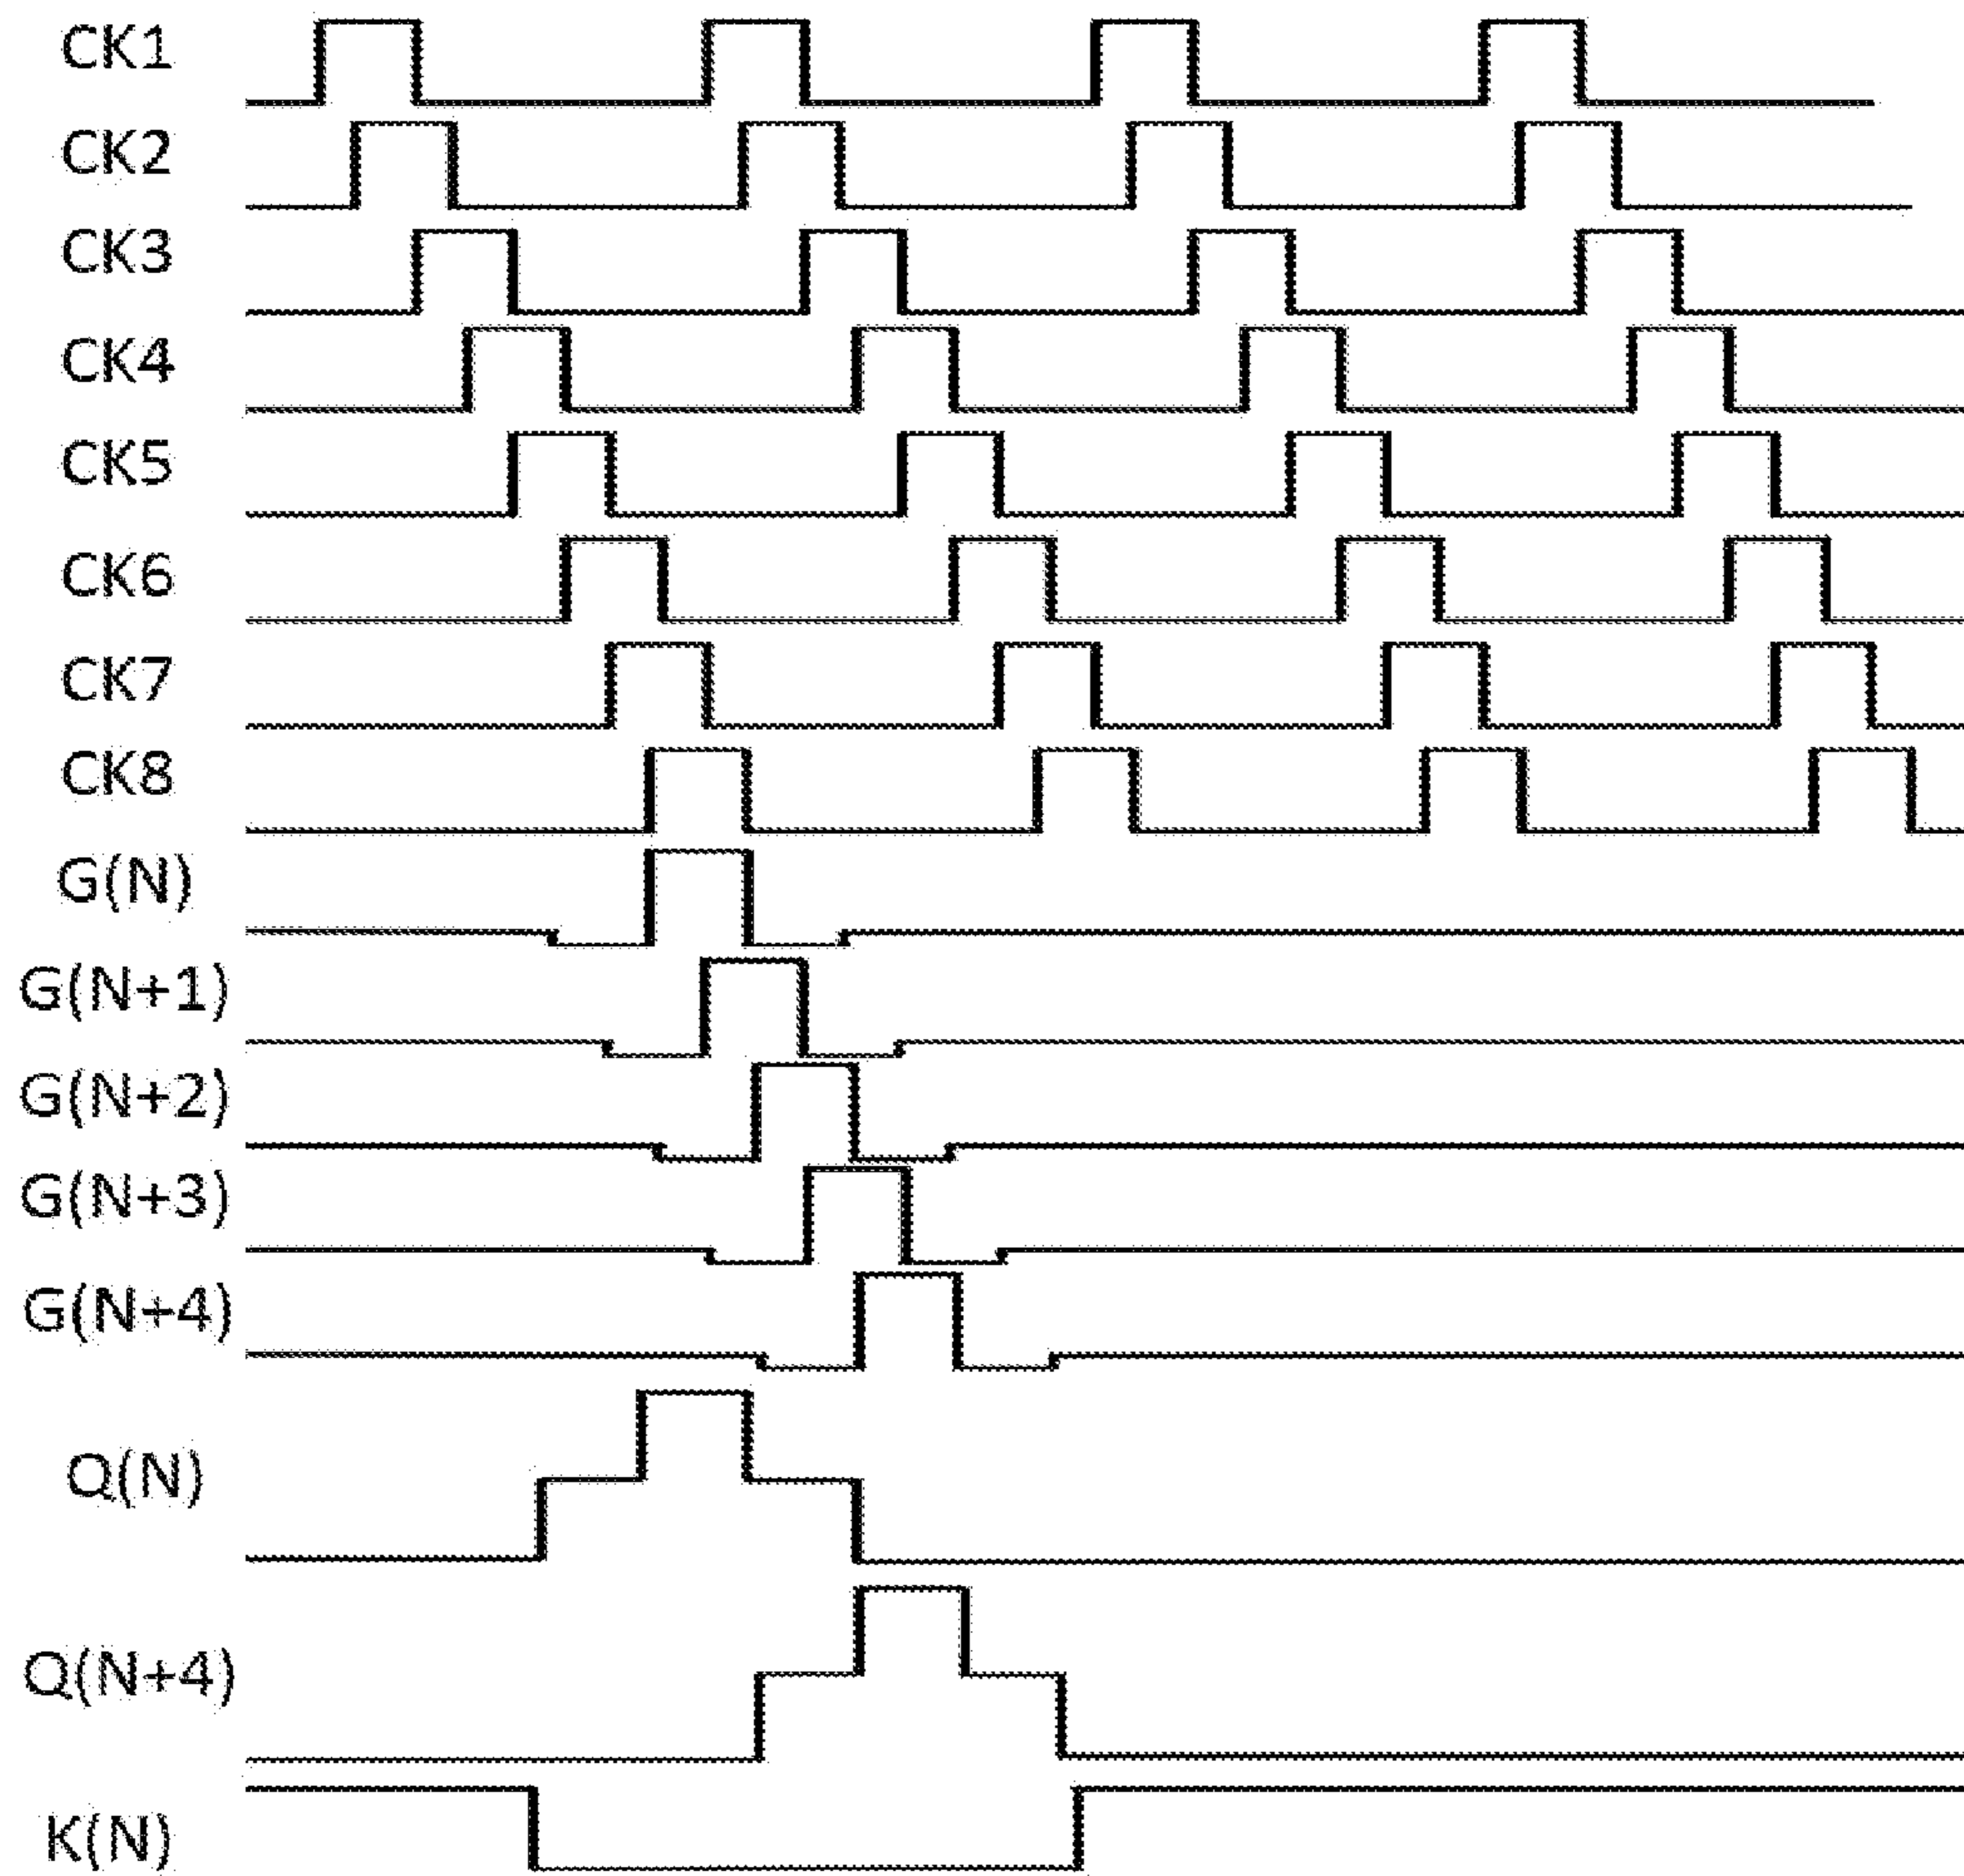 CK1
CK2
CK3
CK4
CK5
CK6
CK7
CK8
G(N)
G(N+1)
G(N+2)
G(N+3)
G(N+4)
Q(N)
Q(N+4)
K(N)